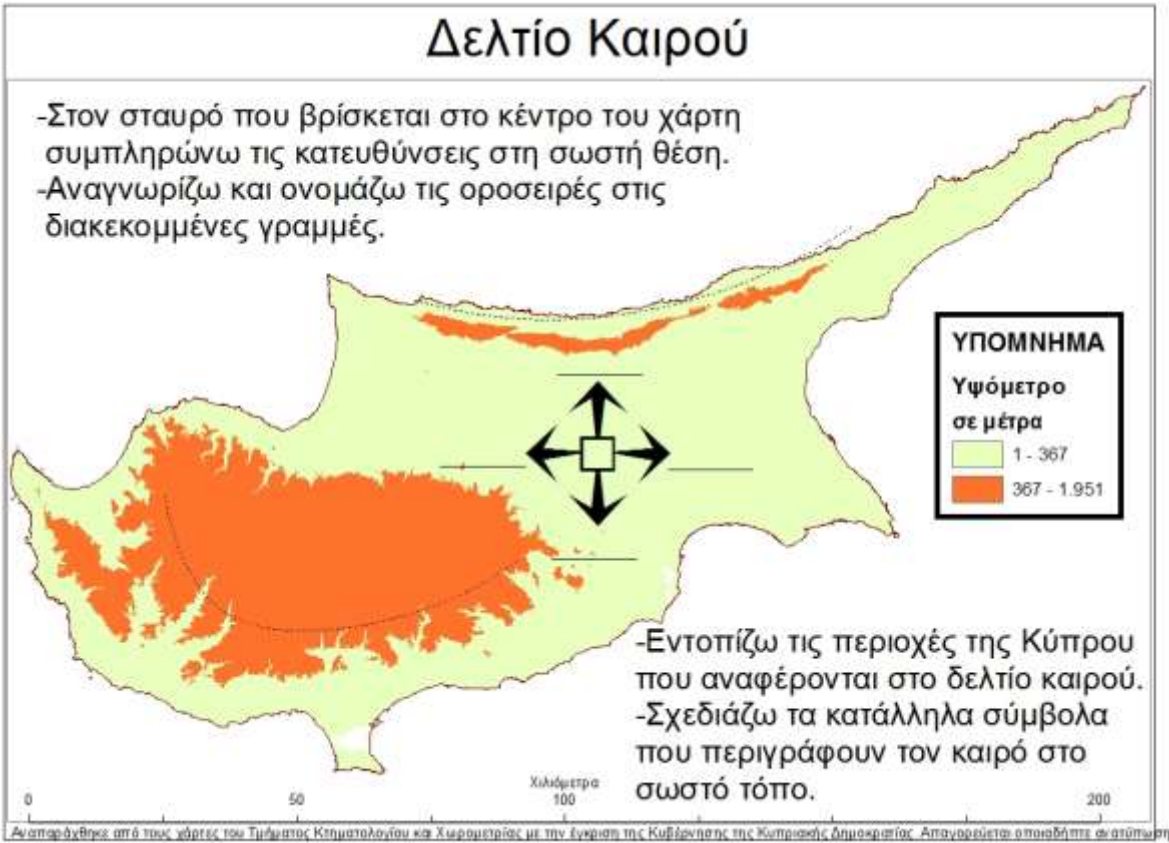 Δελτίο Καιρού
-Στον σταυρό που βρίσκεται στο κέντρο του χάρτη
συμπληρώνω τις κατευθύνσεις στη σωστή θέση.
-Αναγνωρίζω και ονομάζω τις οροσειρές στις
διακεκομμένες γραμμές.
ΥΠΟΜΝΗΜΑ
Υψόμετρο
σε μέτρα
1 - 367
367 - 1.951
-Εντοπίζω τις περιοχές της Κύπρου
που αναφέρονται στο δελτίο καιρού.
-Σχεδιάζω τα κατάλληλα σύμβολα
που περιγράφουν τον καιρό στο
σωστό τόπο.
Χιλιόμετρα
0 50 100 200
Αναπαράχθηκε από τους χάρτες του Τμήματος Κτηματολογίου και Χωρομετρίας με την έγκριση της Κυβέρνησης της Κυπριακής Δημοκρατίας. Απαγορεύεται οποιαδήπτε ανατύπωση